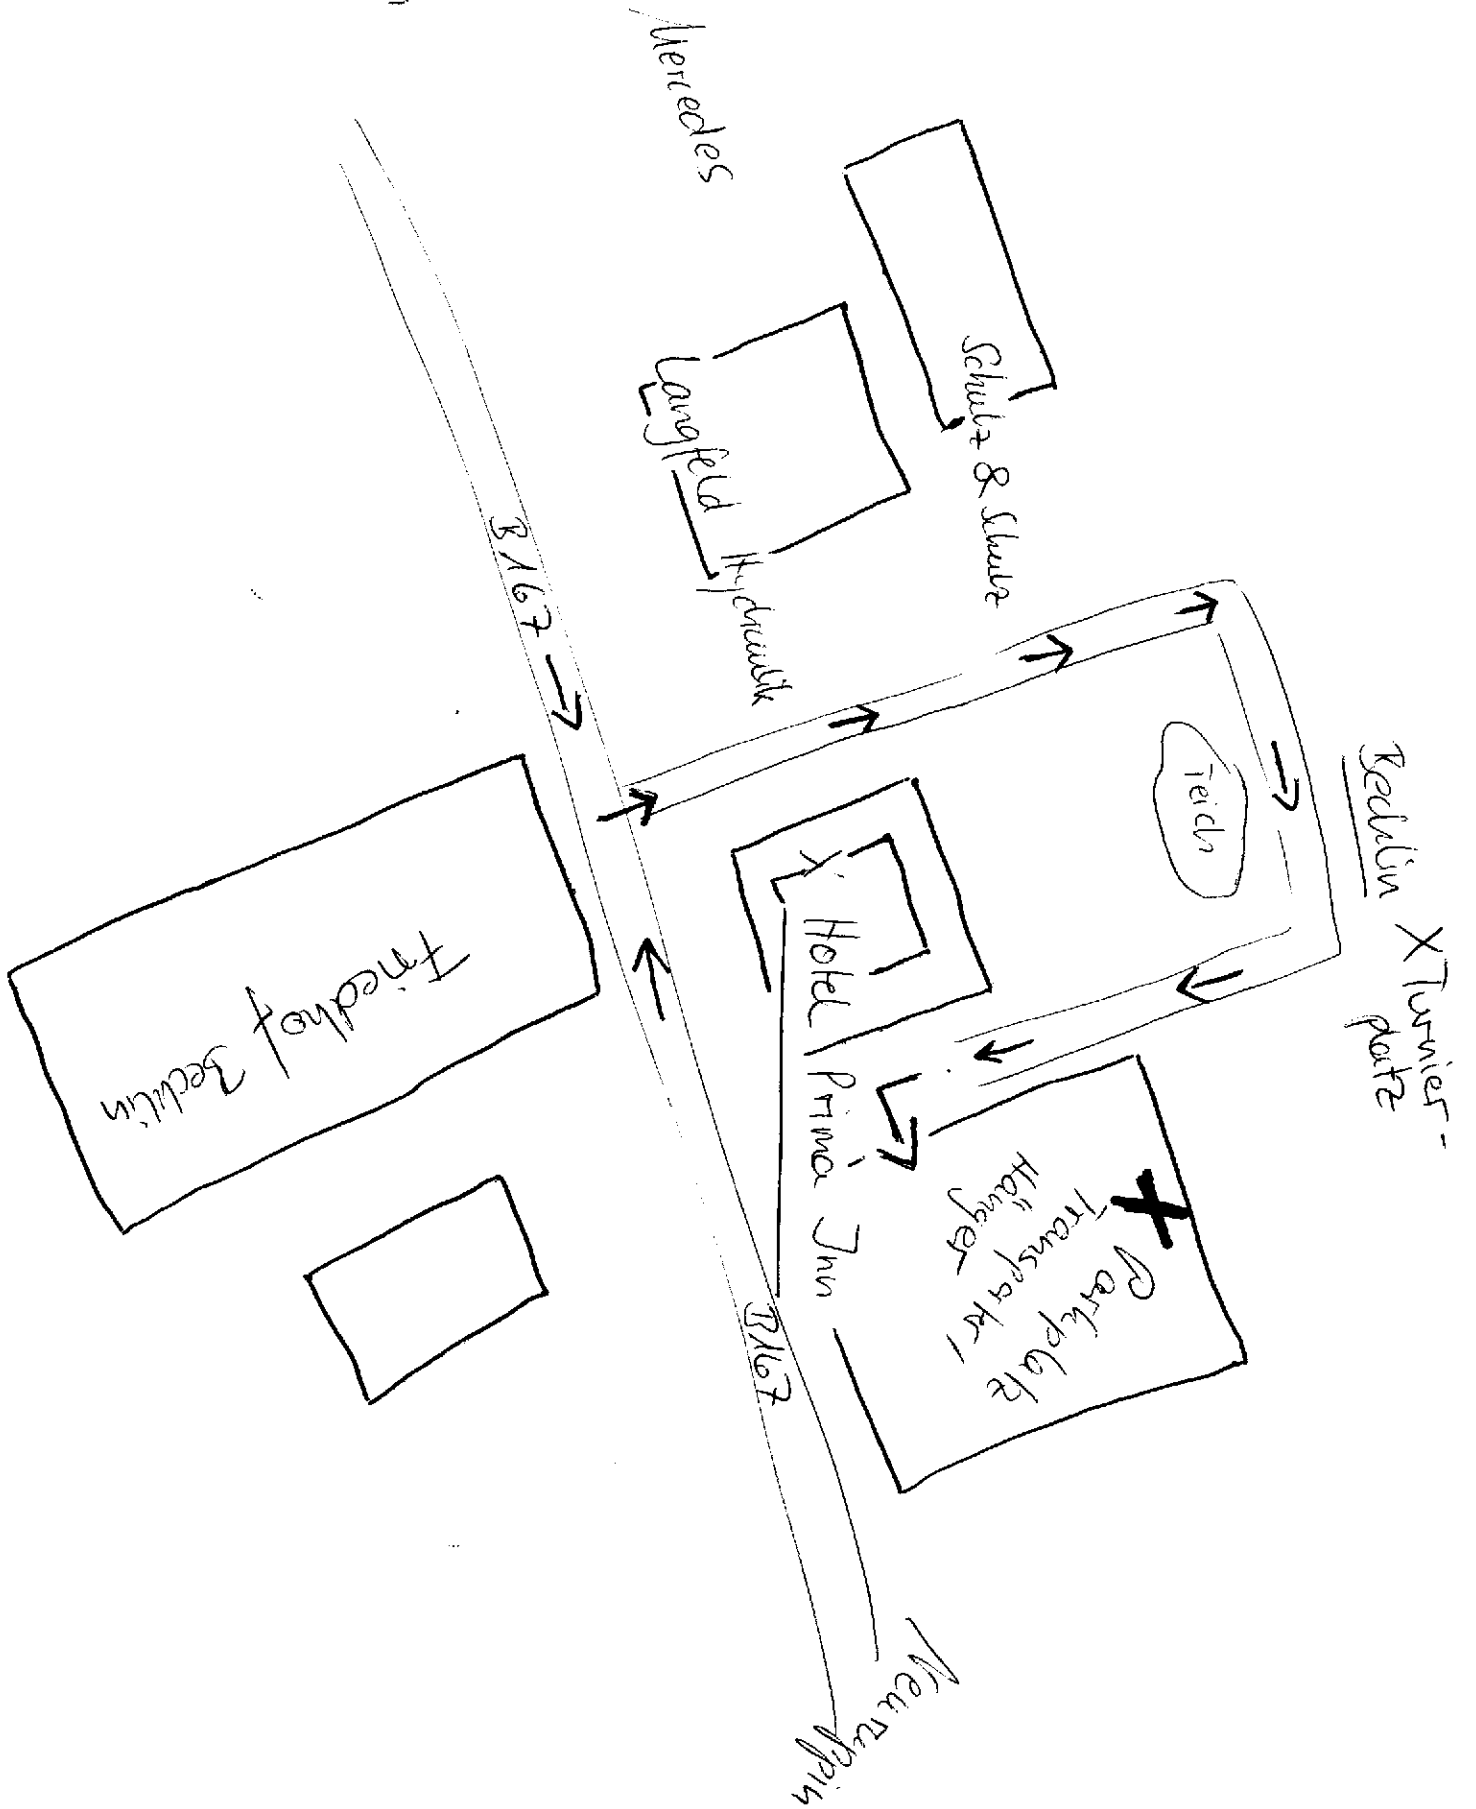 Bechlin X Turnier-
platz
Teich
X Parkplatz
Transporter /
Hänger
Schulz & Schulz
Hotel Prima Inn
Langfeld Hydraulik
Mercedes
B167
B167
Neuruppin
Friedhof Bechlin